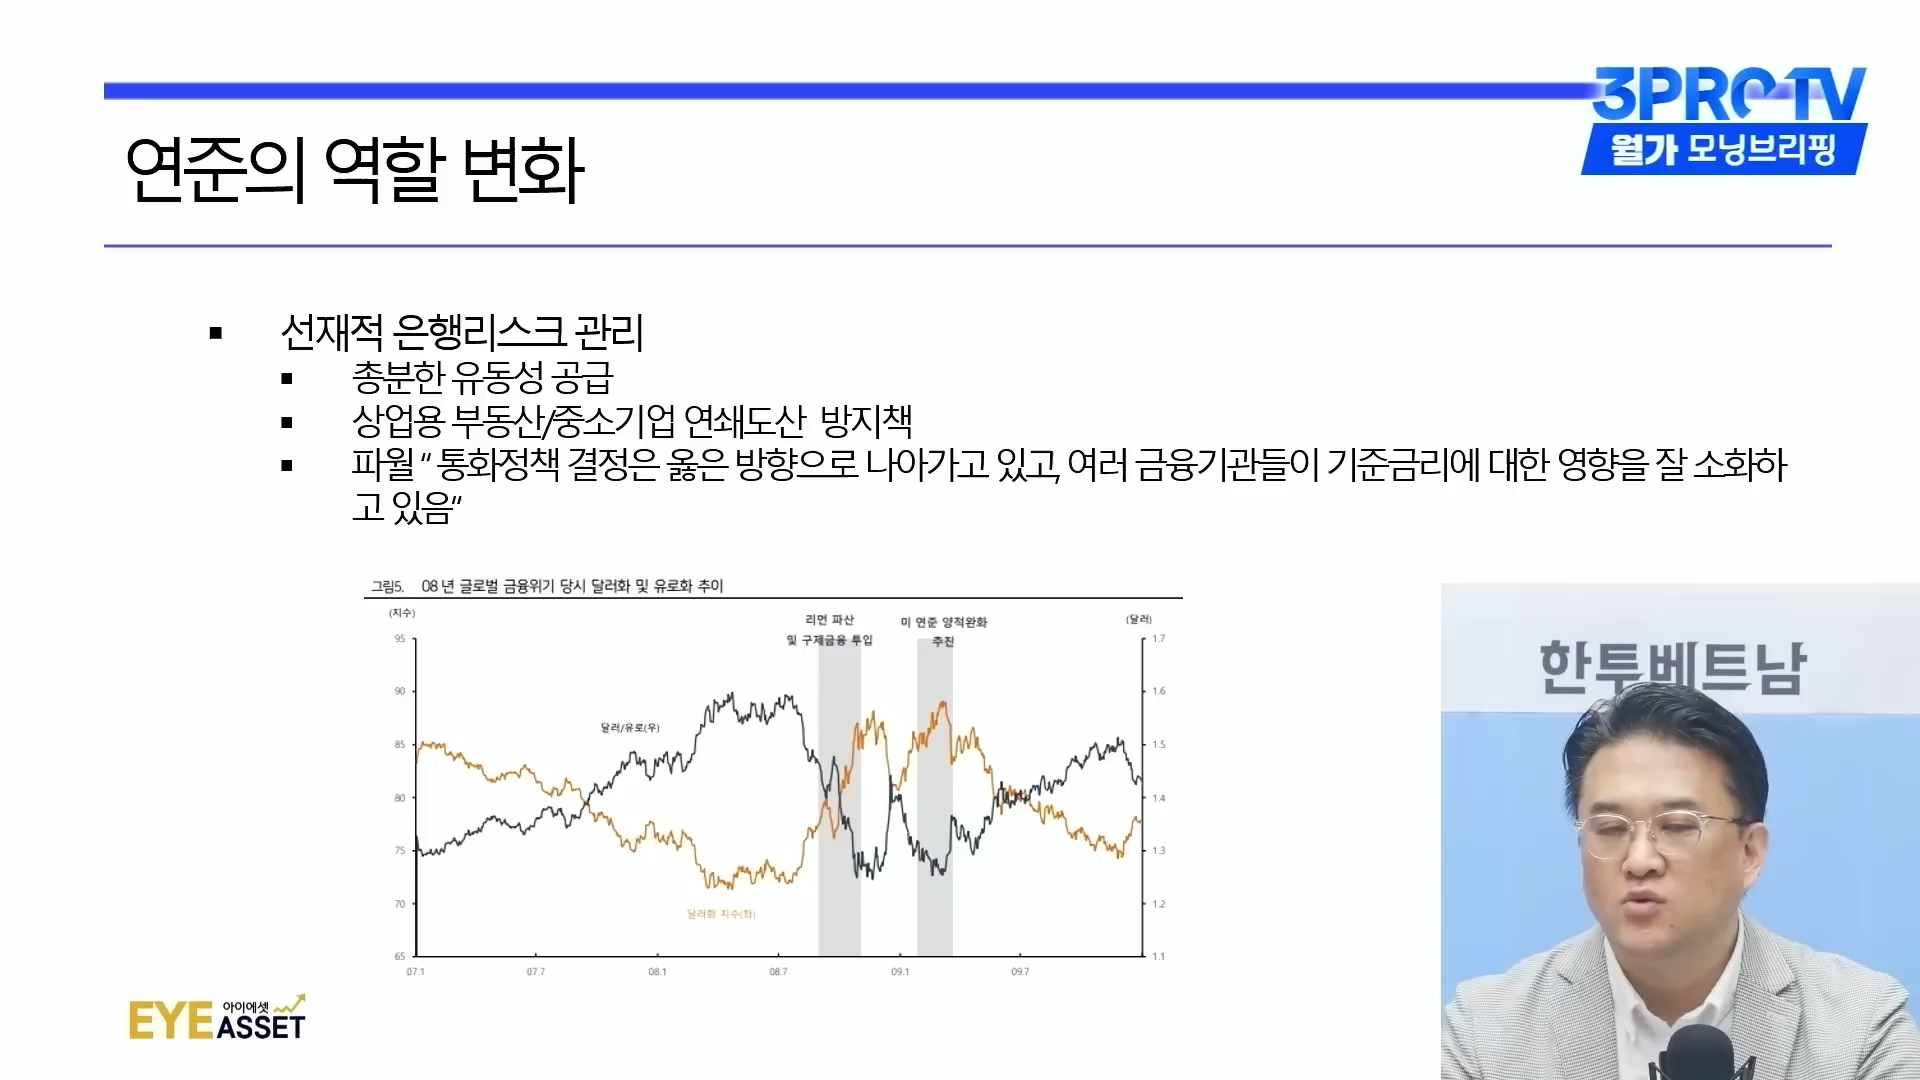 3PROTV
월가 모닝브리핑
연준의 역할 변화
▪ 선재적 은행리스크 관리
▪ 총분한 유동성 공급
▪ 상업용 부동산/중소기업 연쇄도산 방지책
▪ 파월 “ 통화정책 결정은 옳은 방향으로 나아가고 있고, 여러 금융기관들이 기준금리에 대한 영향을 잘 소화하
고 있음“
그림5. 08년 글로벌 금융위기 당시 달러화 및 유로화 추이
(지수)
리먼 파산
및 구제금융 투입
미 연준 양적완화
추진
(달러)
95
90
85
80
75
70
65
달러/유로(우)
달러화 지수(좌)
1.7
1.6
1.5
1.4
1.3
1.2
1.1
07.1 07.7 08.1 08.7 09.1 09.7
한투베트남
EYE 아이에셋
ASSET